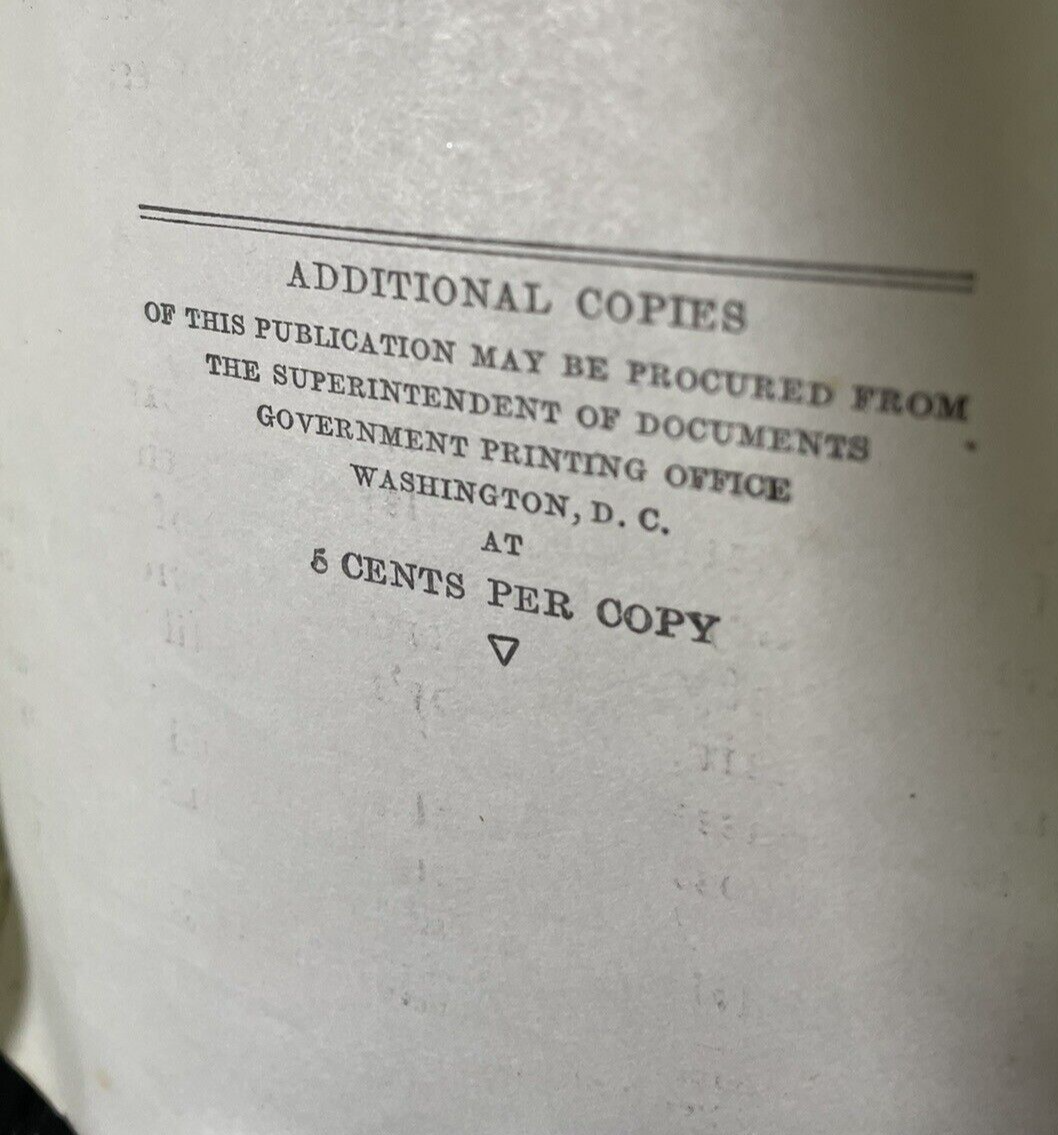 ADDITIONAL COPIES
OF THIS PUBLICATION MAY BE PROCURED FROM
THE SUPERINTENDENT OF DOCUMENTS
GOVERNMENT PRINTING OFFICE
WASHINGTON, D. C.
AT
5 CENTS PER COPY